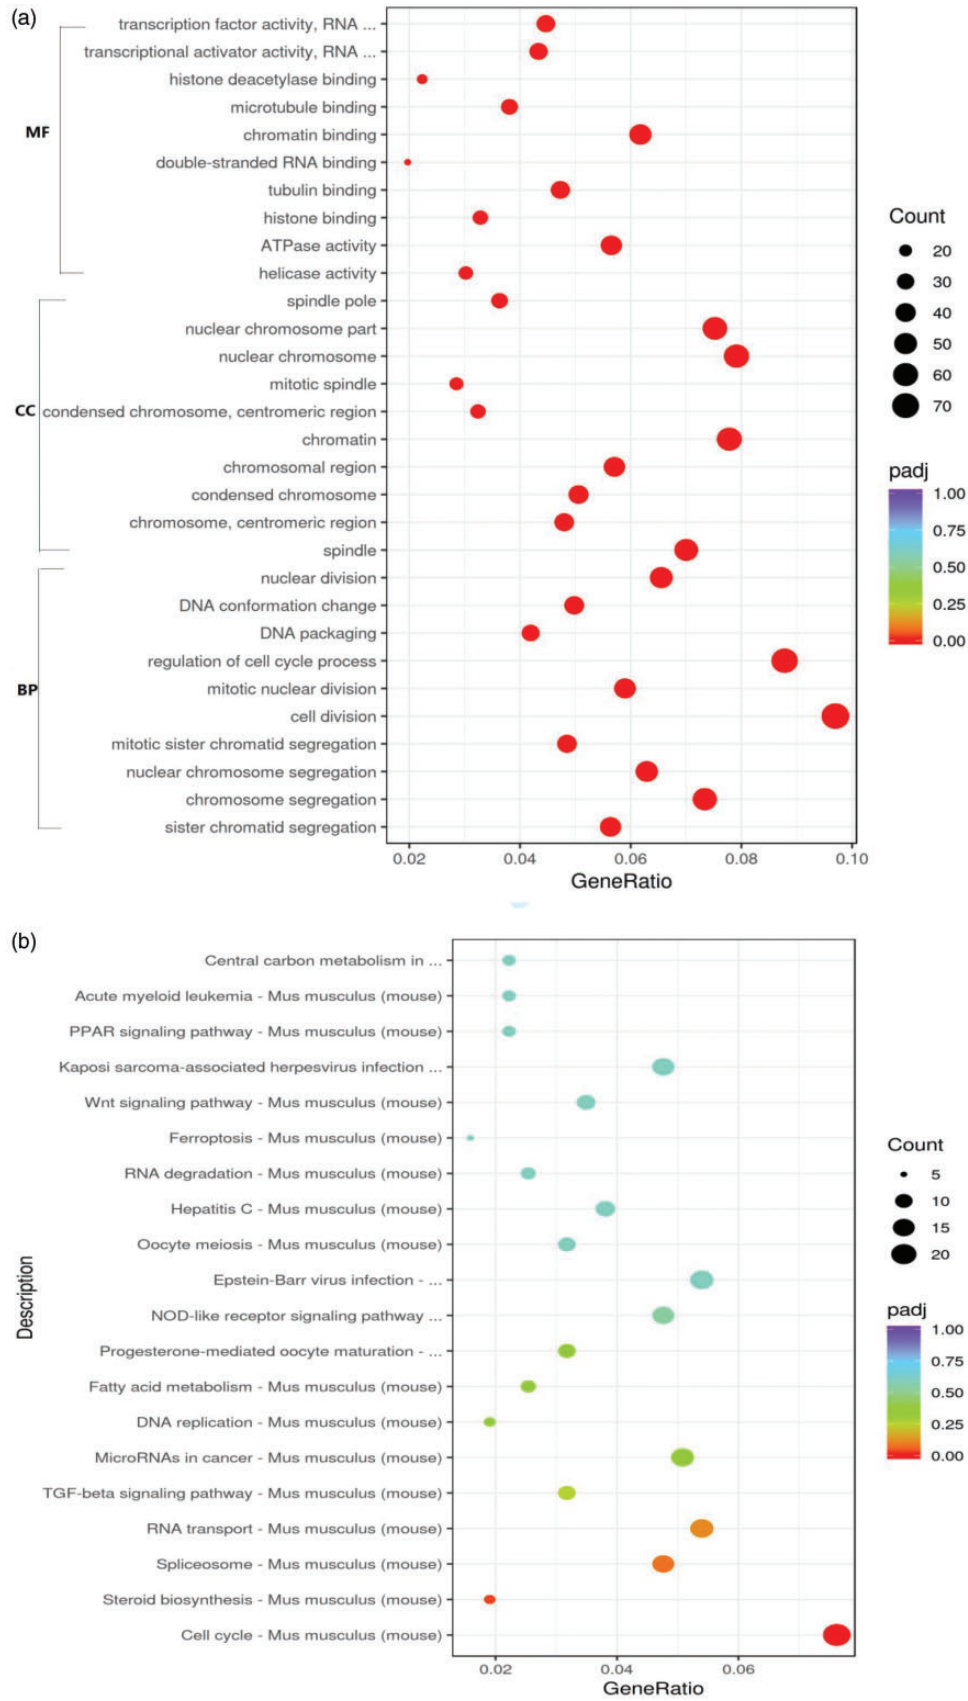 (a)
transcription factor activity, RNA ...
transcriptional activator activity, RNA ...
histone deacetylase binding
microtubule binding
MF
chromatin binding
double-stranded RNA binding
tubulin binding
histone binding
ATPase activity
helicase activity
spindle pole
nuclear chromosome part
nuclear chromosome
mitotic spindle
CC
condensed chromosome, centromeric region
chromatin
chromosomal region
condensed chromosome
chromosome, centromeric region
spindle
nuclear division
DNA conformation change
DNA packaging
regulation of cell cycle process
BP
mitotic nuclear division
cell division
mitotic sister chromatid segregation
nuclear chromosome segregation
chromosome segregation
sister chromatid segregation
0.02 0.04 0.06 0.08 0.10
GeneRatio
Count
20
30
40
50
60
70
padj
1.00
0.75
0.50
0.25
0.00
(b)
Central carbon metabolism in ...
Acute myeloid leukemia - Mus musculus (mouse)
PPAR signaling pathway - Mus musculus (mouse)
Kaposi sarcoma-associated herpesvirus infection ...
Wnt signaling pathway - Mus musculus (mouse)
Ferroptosis - Mus musculus (mouse)
RNA degradation - Mus musculus (mouse)
Hepatitis C - Mus musculus (mouse)
Oocyte meiosis - Mus musculus (mouse)
Epstein-Barr virus infection - ...
Description
NOD-like receptor signaling pathway ...
Progesterone-mediated oocyte maturation - ...
Fatty acid metabolism - Mus musculus (mouse)
DNA replication - Mus musculus (mouse)
MicroRNAs in cancer - Mus musculus (mouse)
TGF-beta signaling pathway - Mus musculus (mouse)
RNA transport - Mus musculus (mouse)
Spliceosome - Mus musculus (mouse)
Steroid biosynthesis - Mus musculus (mouse)
Cell cycle - Mus musculus (mouse)
0.02 0.04 0.06
GeneRatio
Count
5
10
15
20
padj
1.00
0.75
0.50
0.25
0.00